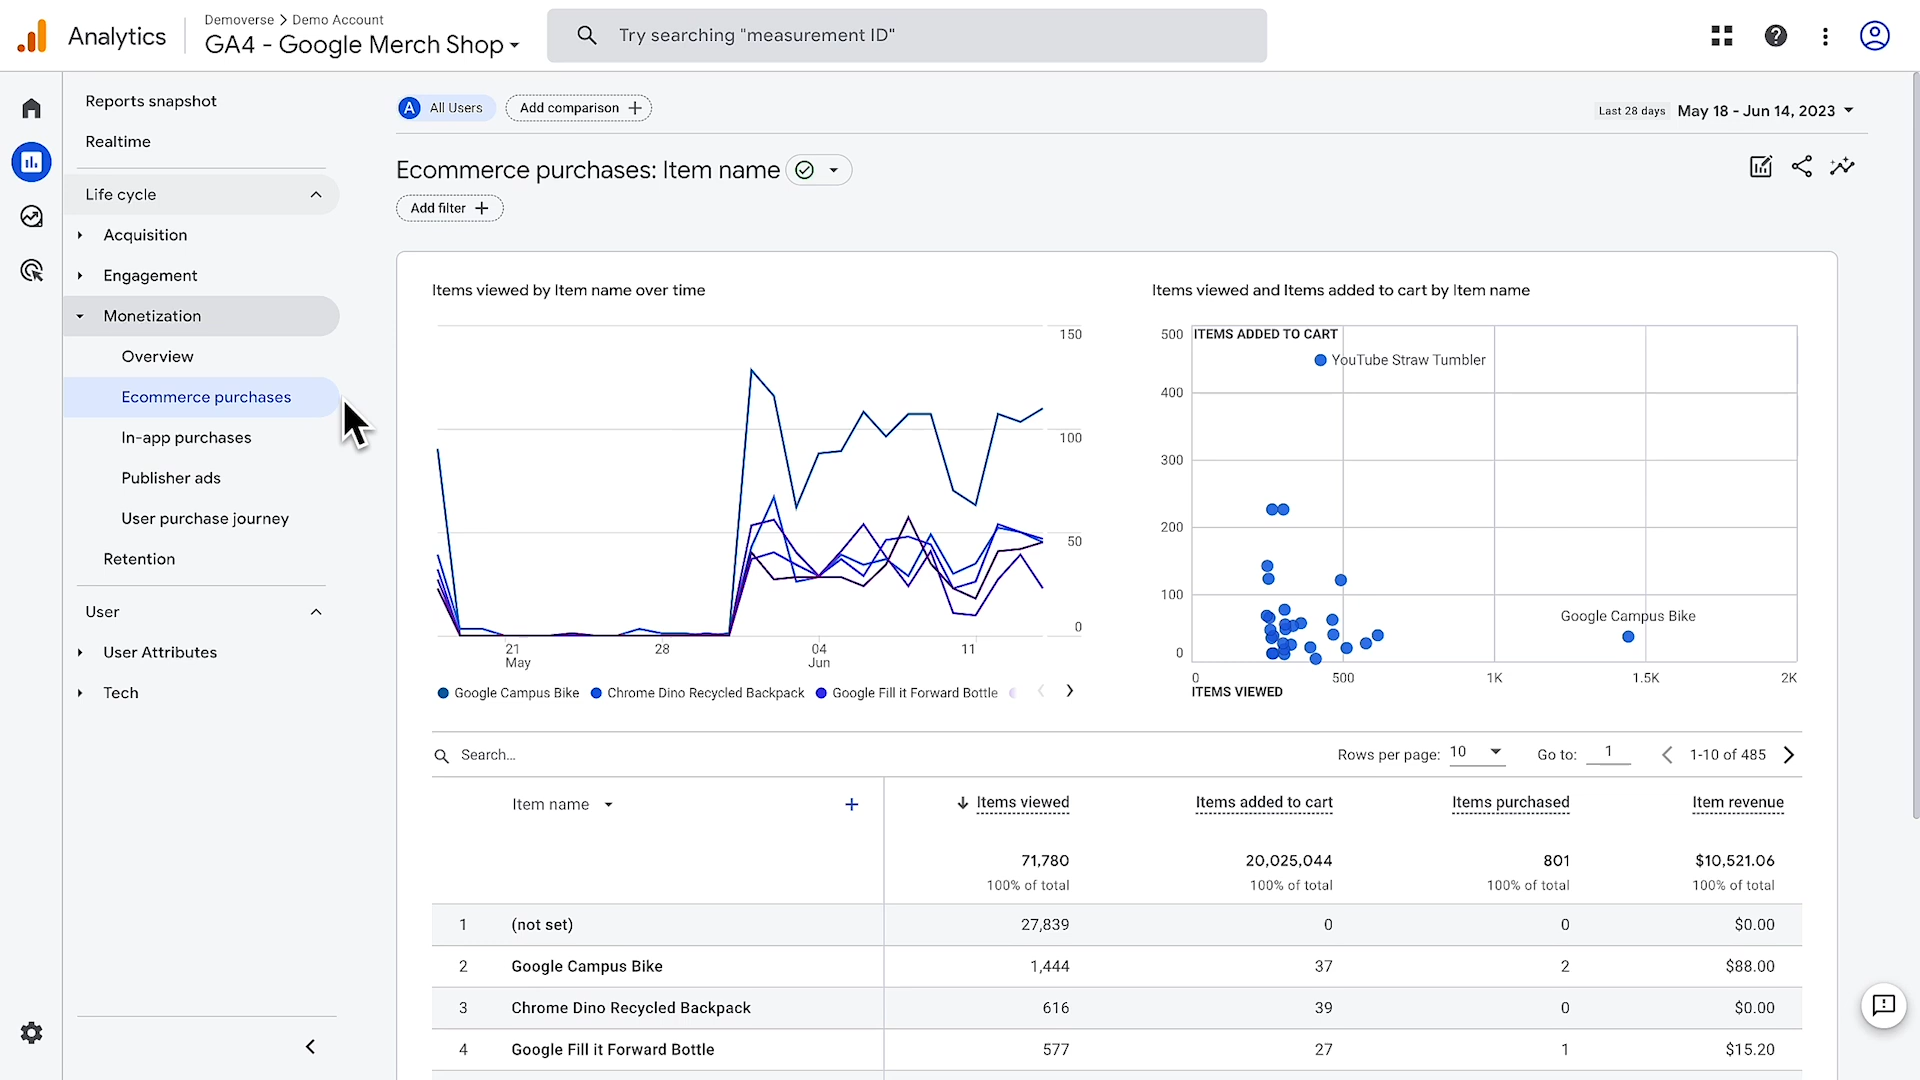 Analytics
Demoverse > Demo Account
GA4 - Google Merch Shop
Try searching "measurement ID"
Reports snapshot
Realtime
Life cycle
Acquisition
Engagement
Monetization
Overview
Ecommerce purchases
In-app purchases
Publisher ads
User purchase journey
Retention
User
User Attributes
Tech
A All Users
Add comparison +
Last 28 days May 18 - Jun 14, 2023
Ecommerce purchases: Item name
Add filter +
Items viewed by Item name over time
150
100
50
0
21 May
28
04 Jun
11
Google Campus Bike Chrome Dino Recycled Backpack Google Fill it Forward Bottle
Items viewed and Items added to cart by Item name
ITEMS ADDED TO CART
500
400
300
200
100
0
YouTube Straw Tumbler
Google Campus Bike
0 500 1K 1.5K 2K
ITEMS VIEWED
Search...
Rows per page: 10 Go to: 1 1-10 of 485
Item name + Items viewed Items added to cart Items purchased Item revenue
71,780 20,025,044 801 $10,521.06
100% of total 100% of total 100% of total 100% of total
1 (not set) 27,839 0 0 $0.00
2 Google Campus Bike 1,444 37 2 $88.00
3 Chrome Dino Recycled Backpack 616 39 0 $0.00
4 Google Fill it Forward Bottle 577 27 1 $15.20